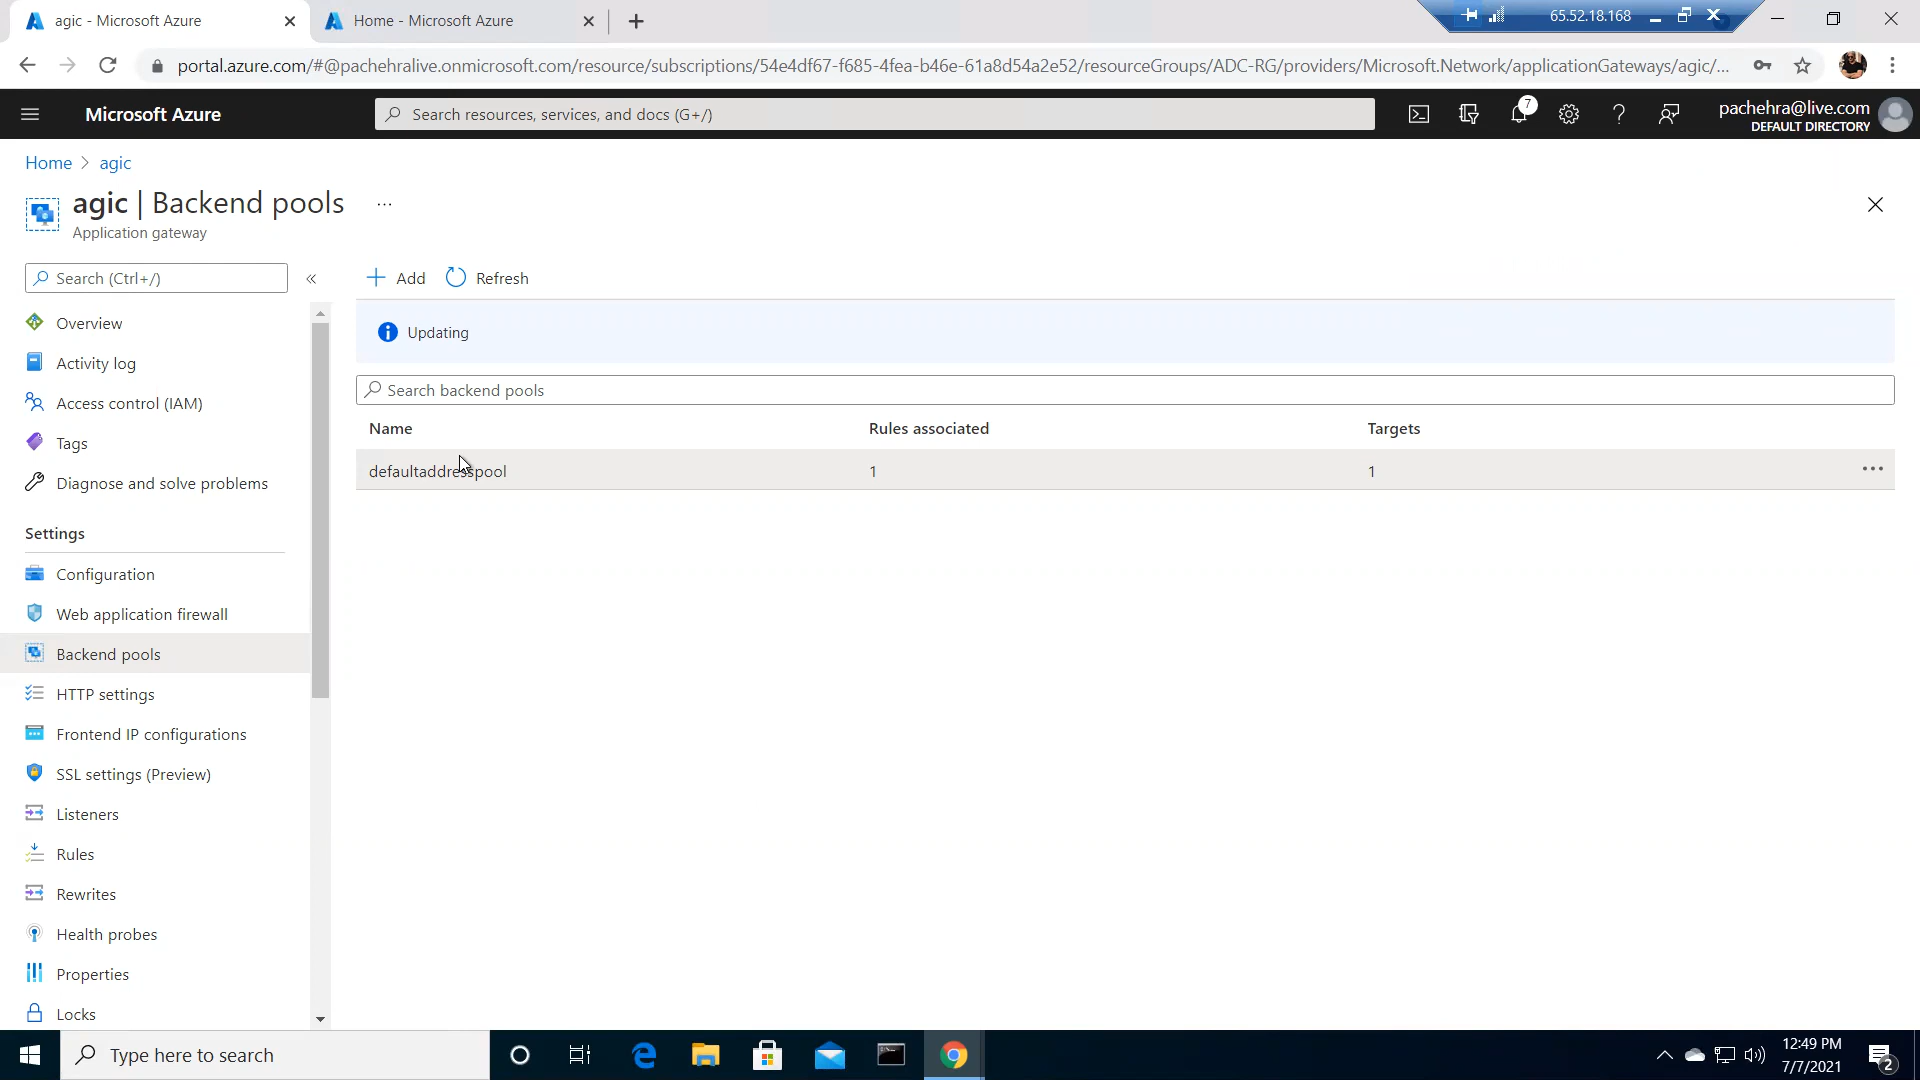 agic - Microsoft Azure
Home - Microsoft Azure
65.52.18.168
portal.azure.com/#@pachehralive.onmicrosoft.com/resource/subscriptions/54e4df67-f685-4fea-b46e-61a8d54a2e52/resourceGroups/ADC-RG/providers/Microsoft.Network/applicationGateways/agic/...
Microsoft Azure
Search resources, services, and docs (G+/)
7
pachehra@live.com
DEFAULT DIRECTORY
Home > agic
agic | Backend pools ...
Application gateway
Search (Ctrl+/)
«
Add
Refresh
Overview
Activity log
Access control (IAM)
Tags
Diagnose and solve problems
Settings
Configuration
Web application firewall
Backend pools
HTTP settings
Frontend IP configurations
SSL settings (Preview)
Listeners
Rules
Rewrites
Health probes
Properties
Locks
Updating
Search backend pools
Name Rules associated Targets
defaultaddresspool 1 1 ...
Type here to search
12:49 PM
7/7/2021
2